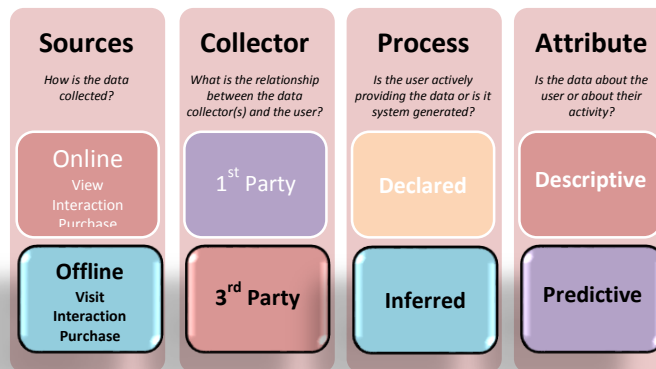 Sources
How is the data
collected?
Online
View
Interaction
Purchase
Offline
Visit
Interaction
Purchase
Collector
What is the relationship
between the data
collector(s) and the user?
1st Party
3rd Party
Process
Is the user actively
providing the data or is it
system generated?
Declared
Inferred
Attribute
Is the data about the
user or about their
activity?
Descriptive
Predictive